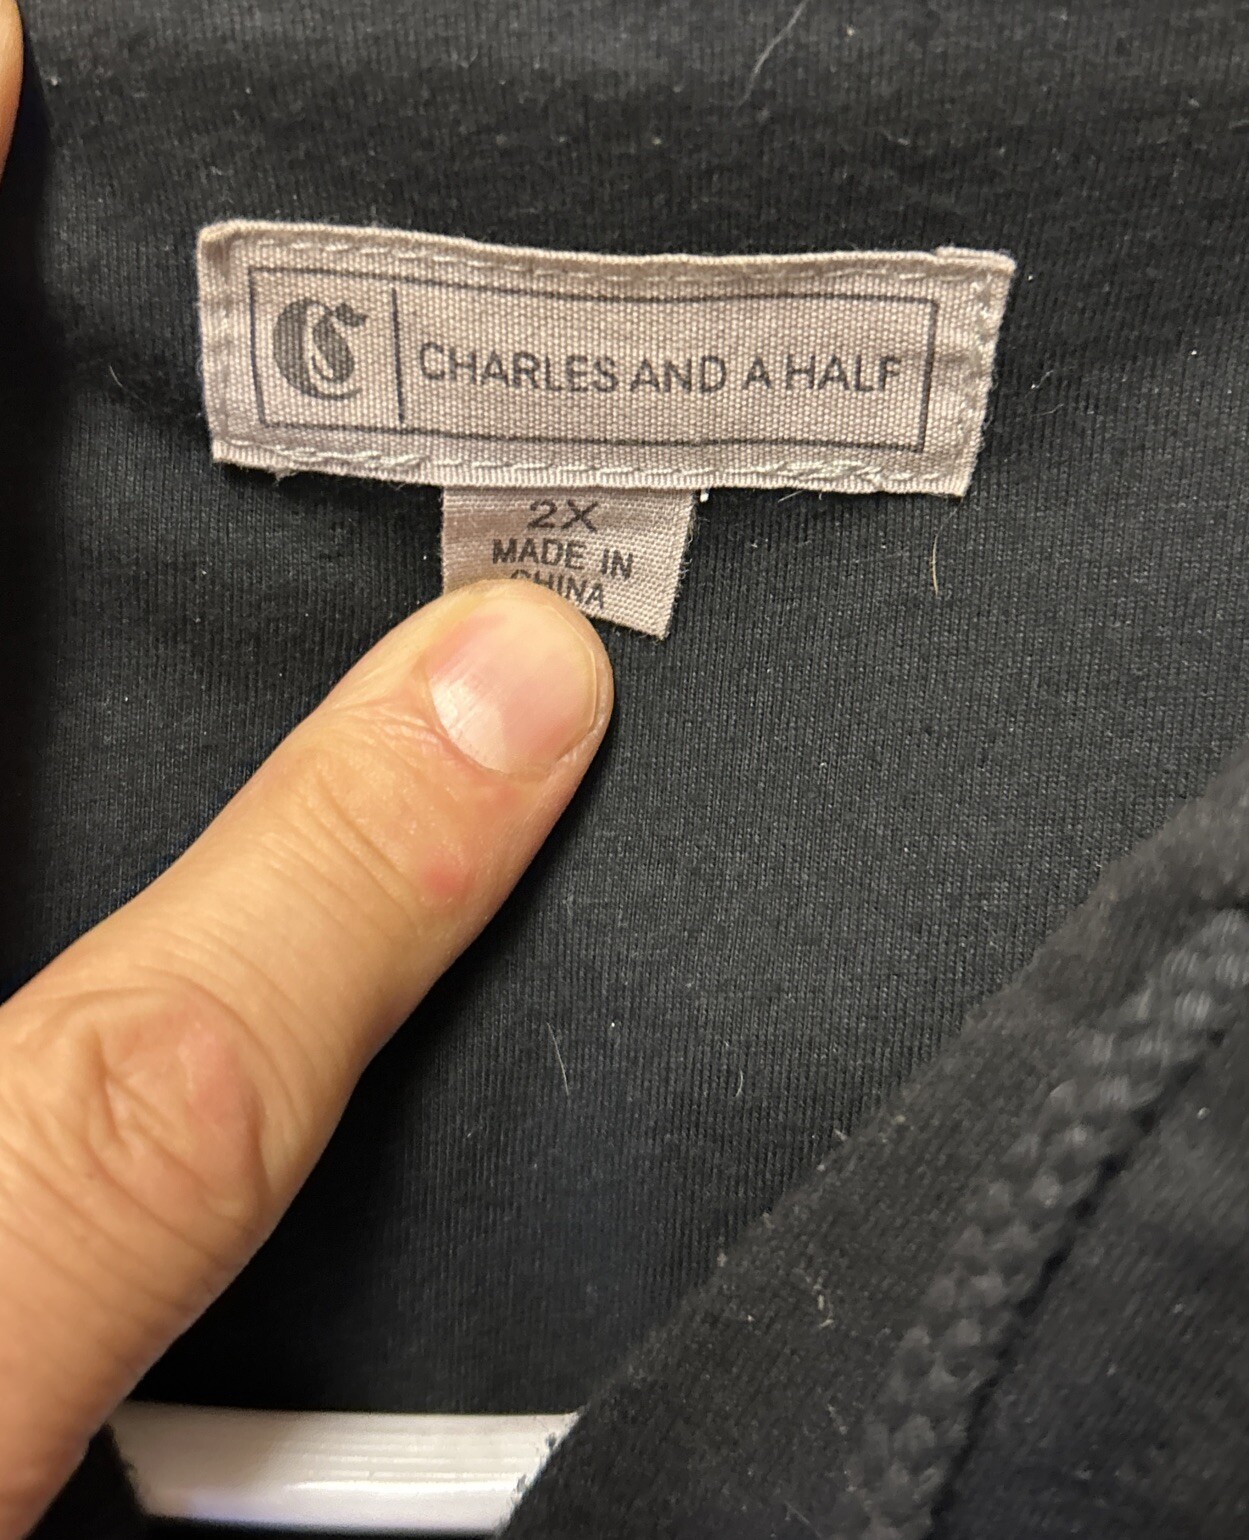 C CHARLES AND A HALF
2X
MADE IN
CHINA